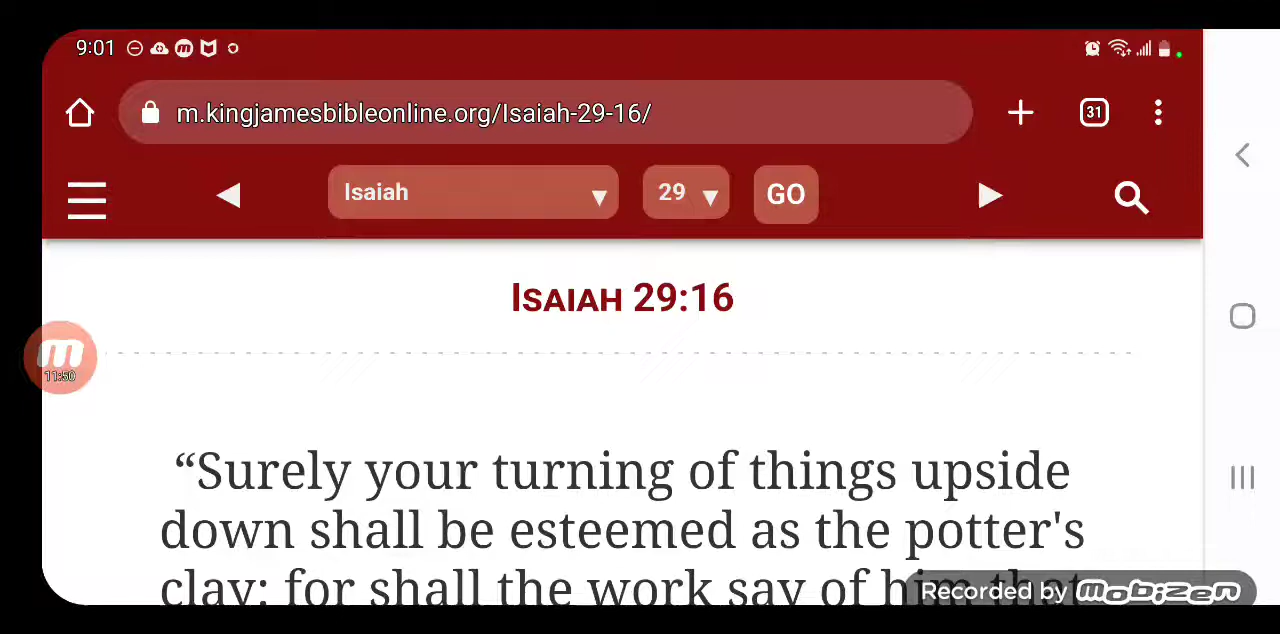 9:01
m.kingjamesbibleonline.org/Isaiah-29-16/
31
Isaiah 29 GO
ISAIAH 29:16
m
11:50
“Surely your turning of things upside
down shall be esteemed as the potter's
clay: for shall the work say of him that
Recorded by mobizen